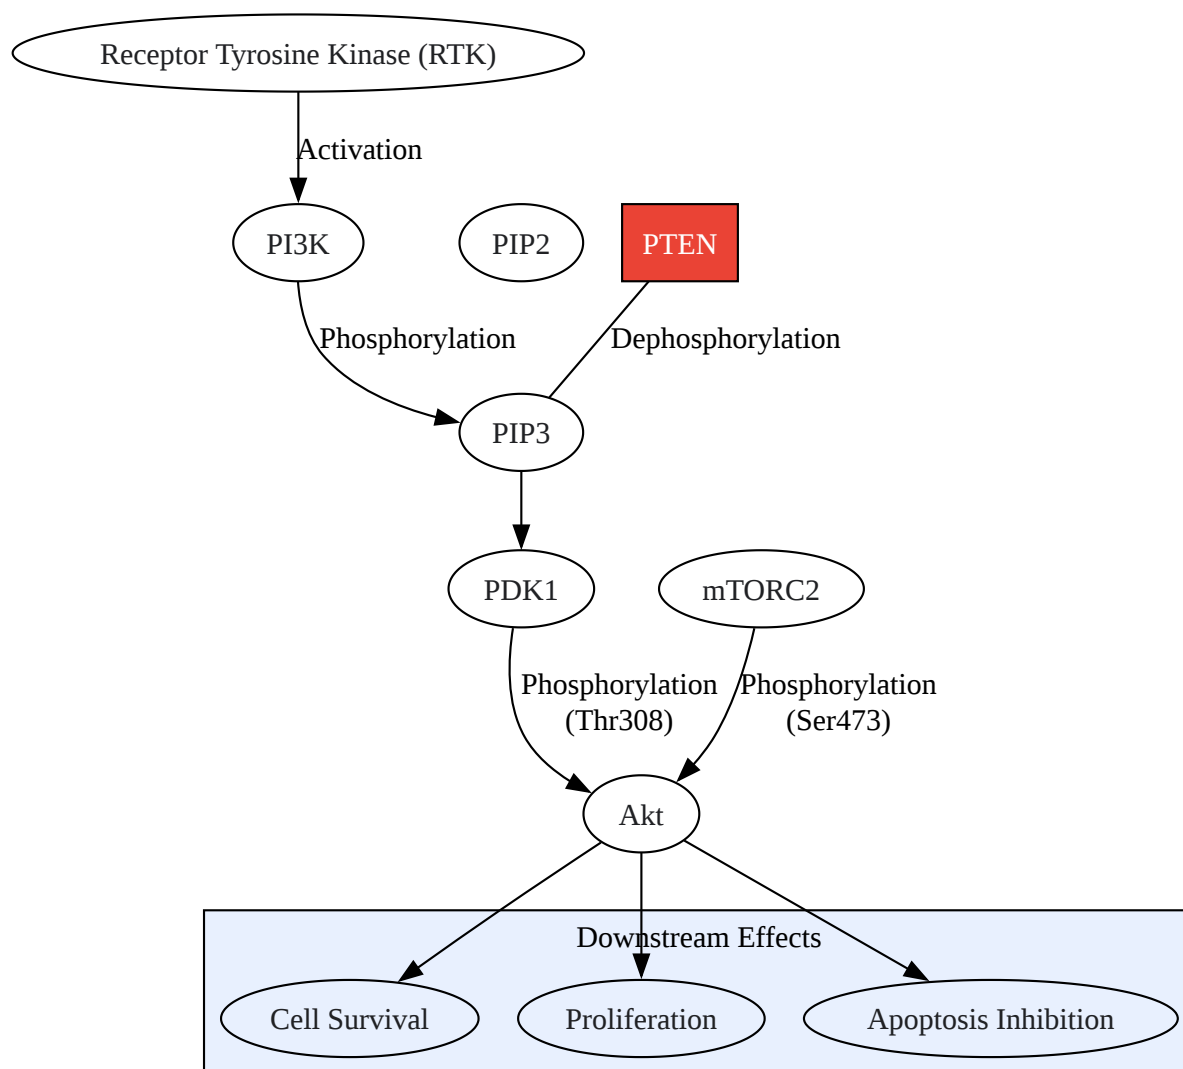 Receptor Tyrosine Kinase (RTK)
Activation
PI3K
PIP2
PTEN
Phosphorylation
Dephosphorylation
PIP3
PDK1
mTORC2
Phosphorylation
(Thr308)
Phosphorylation
(Ser473)
Akt
Downstream Effects
Cell Survival
Proliferation
Apoptosis Inhibition